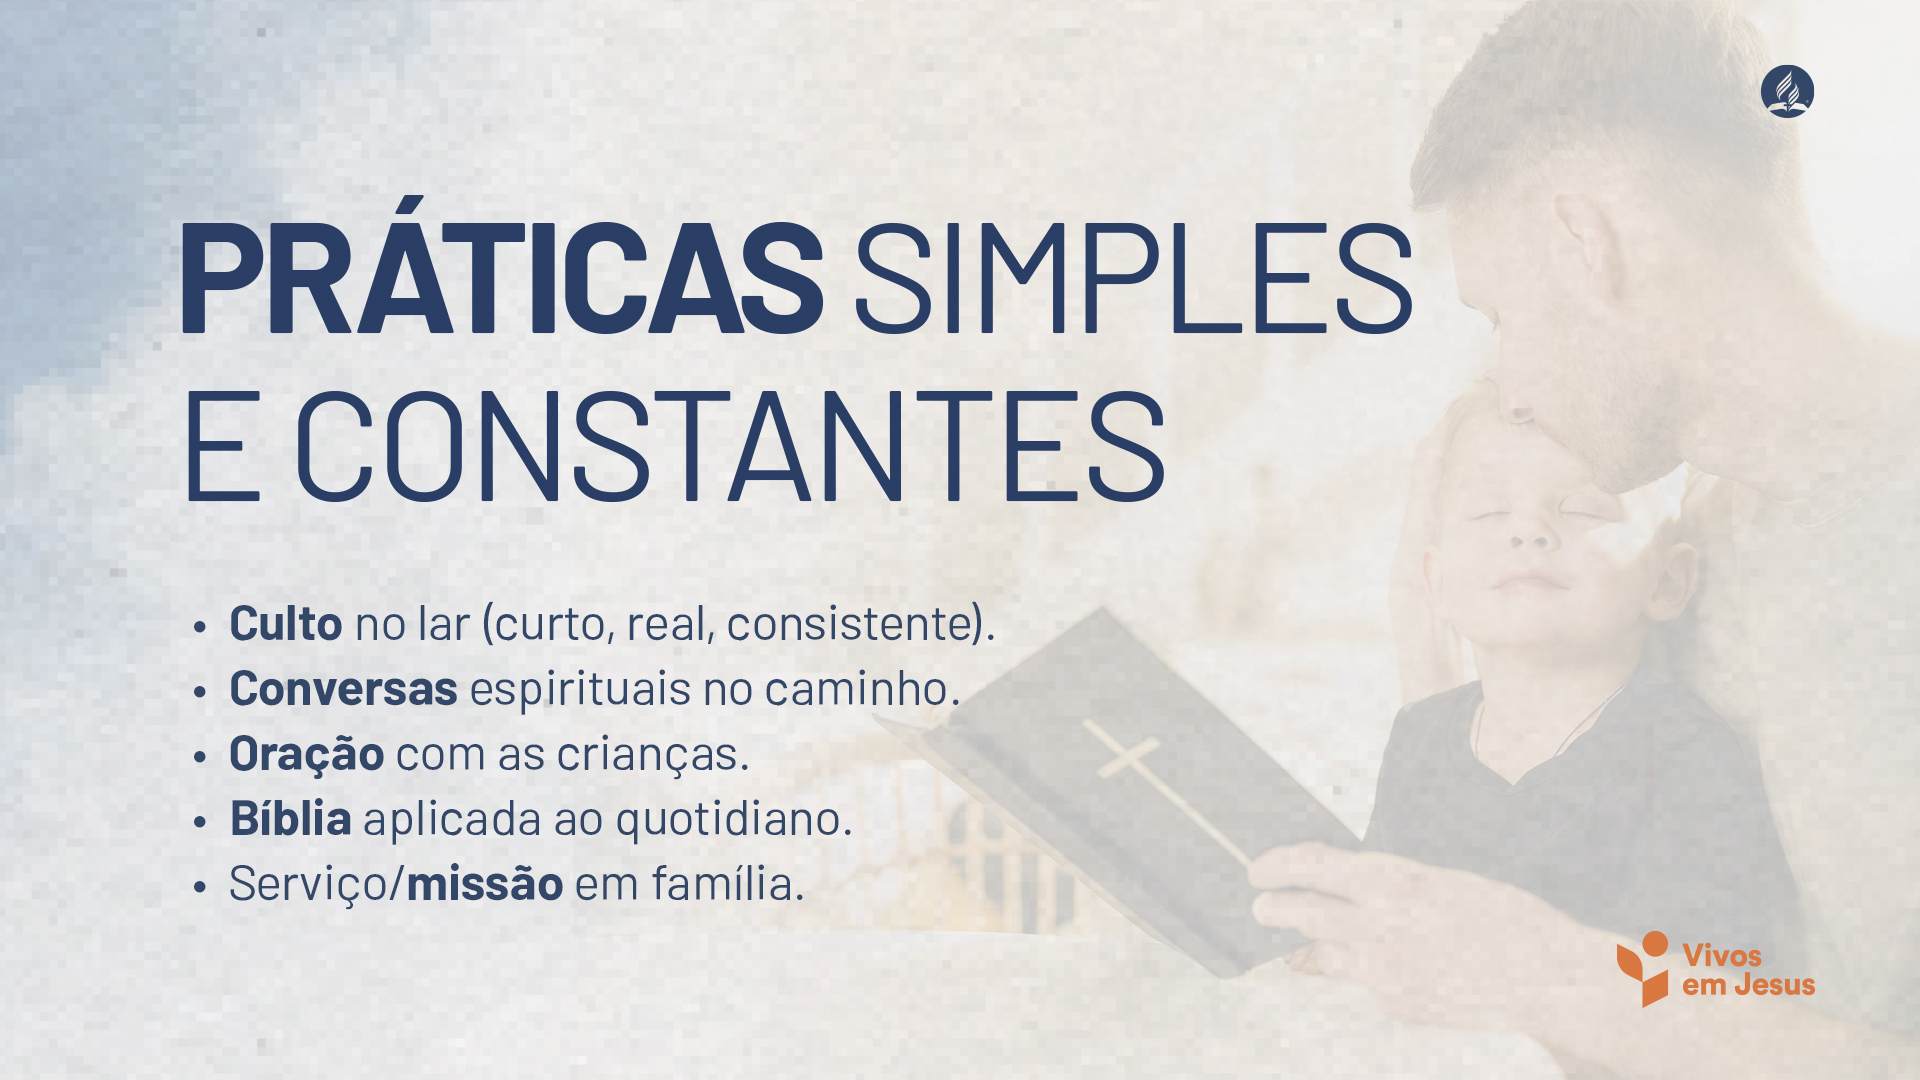 PRÁTICAS SIMPLES
E CONSTANTES
• Culto no lar (curto, real, consistente).
• Conversas espirituais no caminho.
• Oração com as crianças.
• Bíblia aplicada ao quotidiano.
• Serviço/missão em família.
Vivos
em Jesus